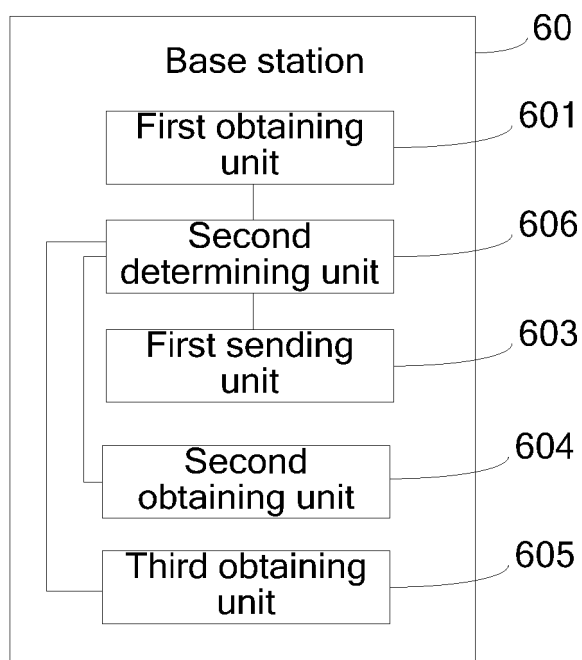 60
Base station
601
First obtaining
unit
606
Second
determining unit
603
First sending
unit
604
Second
obtaining unit
605
Third obtaining
unit